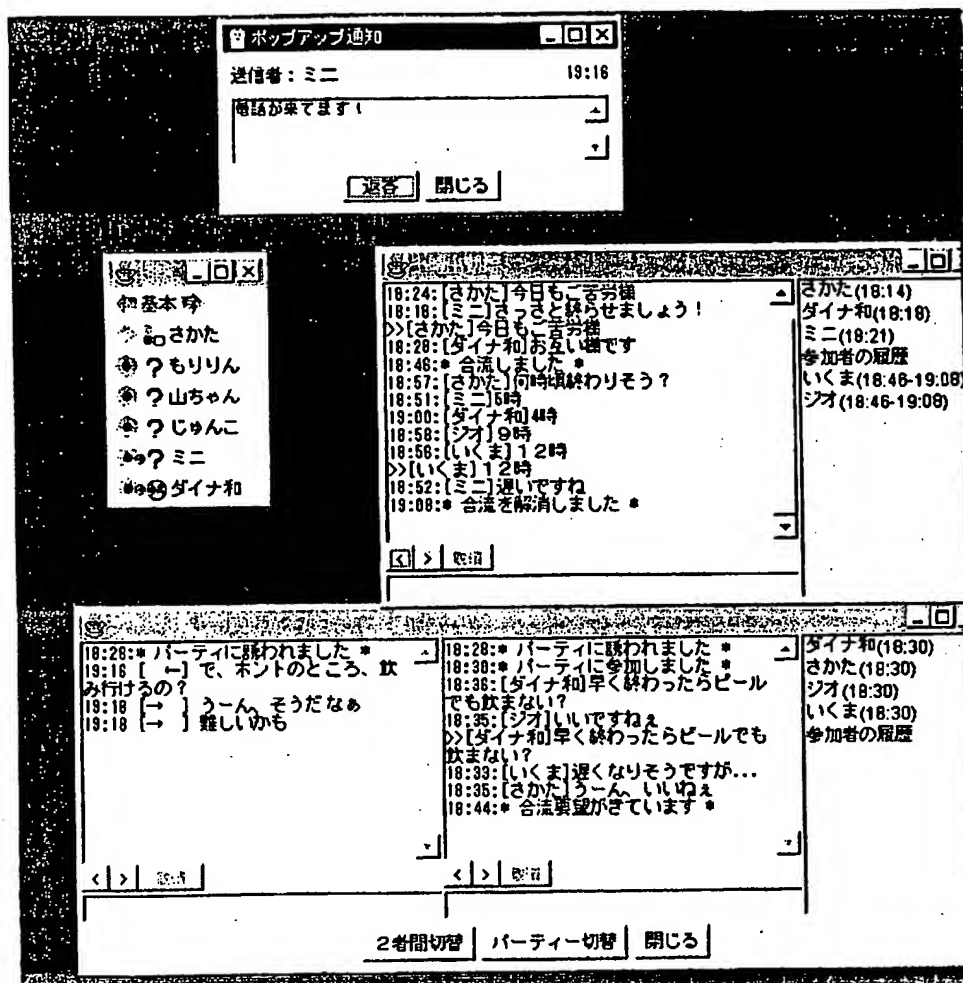 ポップアップ通知
送信者：ミニ 19:16
電話が来てます！
返答 閉じる
基本
さかた
？もりりん
？山ちゃん
？じゅんこ
？ミニ
ダイナ和
18:24:[さかた]今日もご苦労様
18:18:[ミニ]さっさと終らせましょう！
>>[さかた]今日もご苦労様
18:28:[ダイナ和]お互い様です
18:46:* 合流しました *
18:57:[さかた]何時頃終わりそう？
18:51:[ミニ]5時
19:00:[ダイナ和]4時
18:58:[ジオ]９時
18:56:[いくま]１２時
>>[いくま]１２時
18:52:[ミニ]遅いですね
19:08:* 合流を解消しました *
< >
さかた(18:14)
ダイナ和(18:18)
ミニ(18:21)
参加者の履歴
いくま(18:46-19:08)
ジオ(18:46-19:08)
18:28:* パーティに誘われました *
19:16 [ ←] で、ホントのところ、飲
み行けるの？
19:18 [→ ] うーん、そうだなぁ
19:18 [→ ]難しいかも
< >
18:28:* パーティに誘われました *
18:30:* パーティに参加しました *
18:36:[ダイナ和]早く終わったらビール
でも飲まない？
18:35:[ジオ]いいですねぇ
>>[ダイナ和]早く終わったらビールでも
飲まない？
18:33:[いくま]遅くなりそうですが...
18:35:[さかた]うーん、いいねぇ
18:44:* 合流要望がきています *
< >
ダイナ和(18:30)
さかた(18:30)
ジオ(18:30)
いくま(18:30)
参加者の履歴
２者間切替 パーティー切替 閉じる